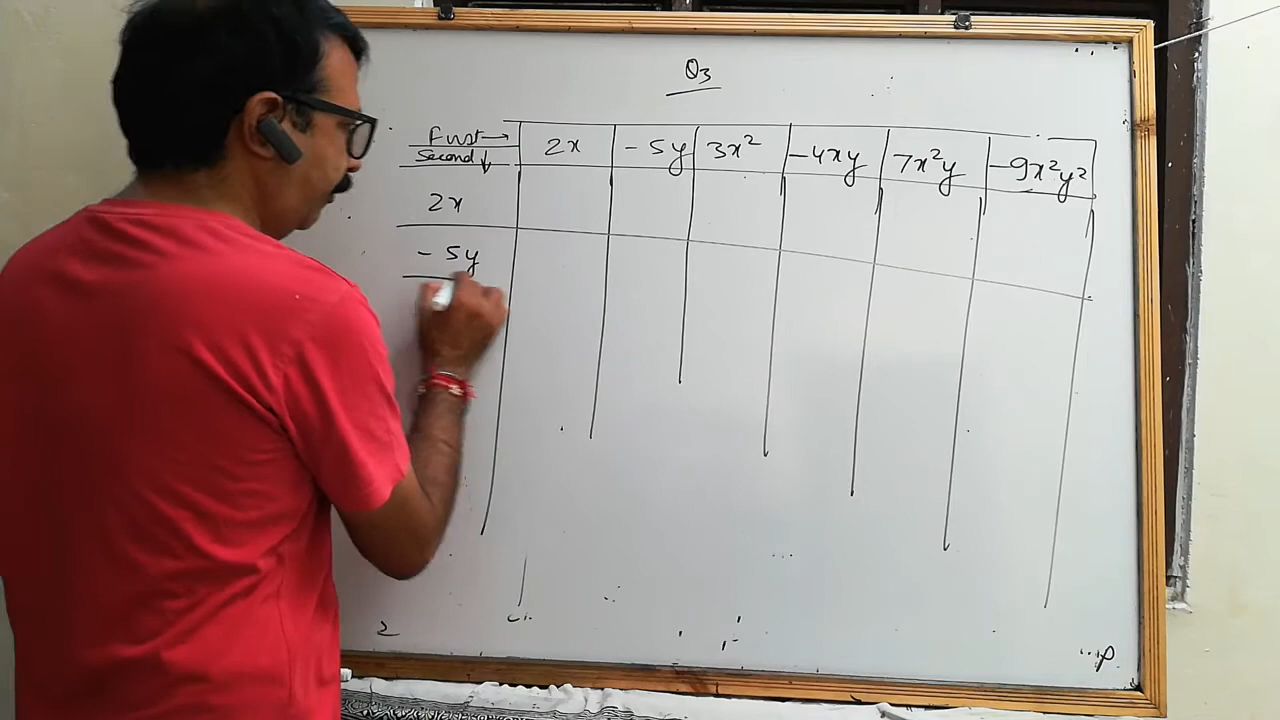 Q3
First → 2x -5y 3x² -4xy 7x²y -9x²y²
Second ↓
2x
-5y